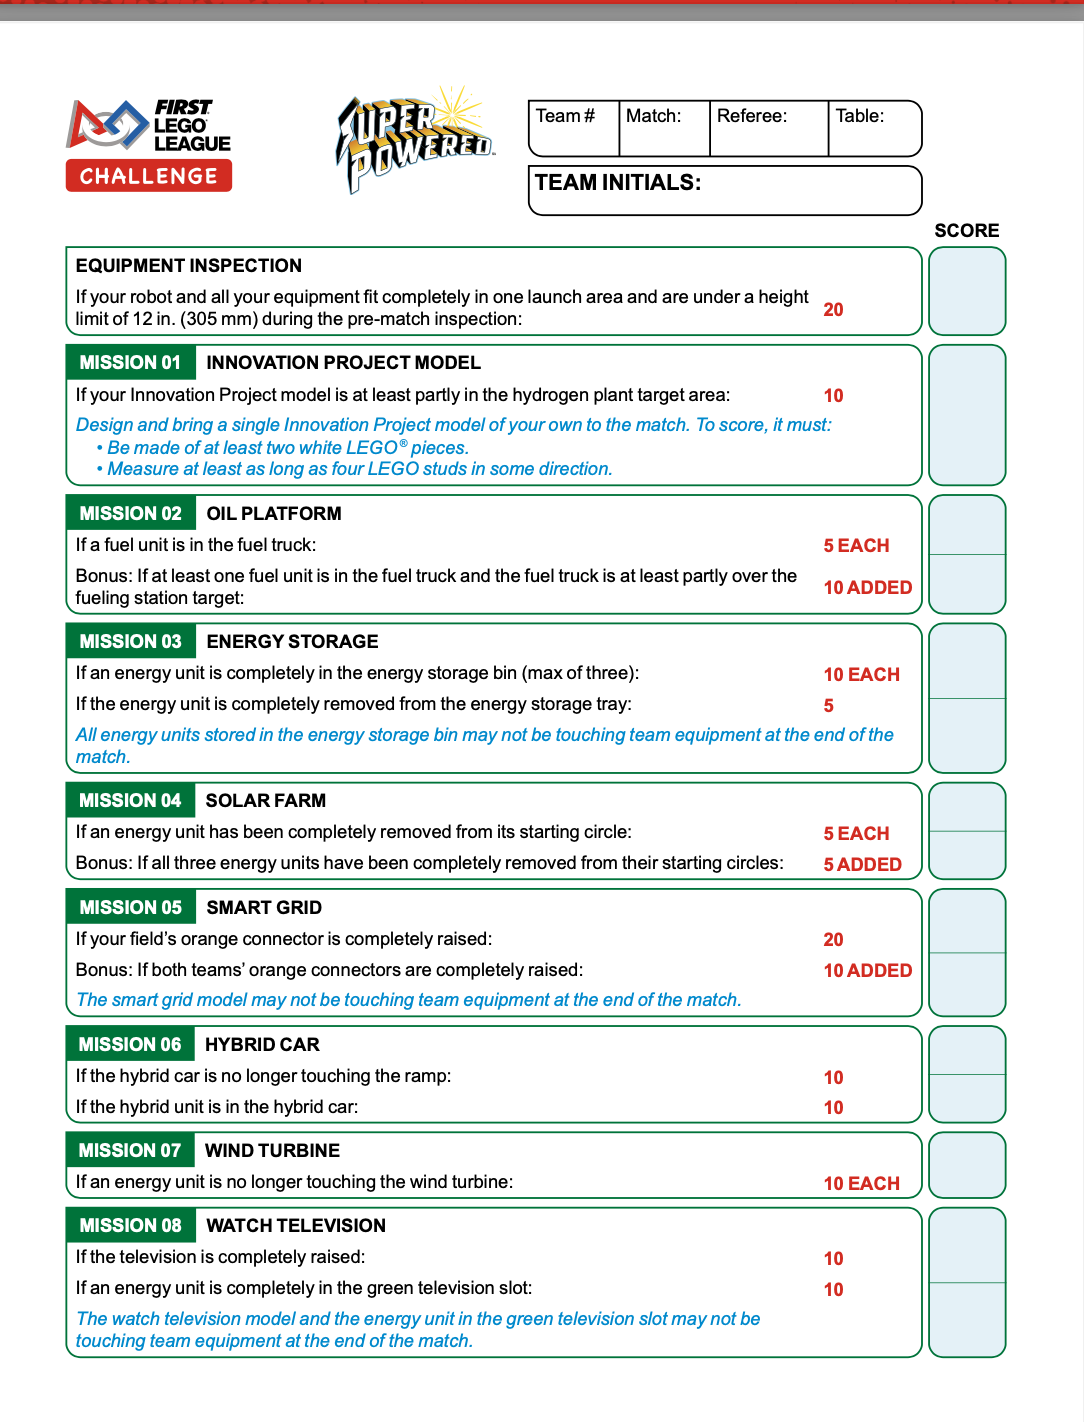 FIRST
LEGO
LEAGUE
CHALLENGE
SUPER
POWERED
Team #
Match:
Referee:
Table:
TEAM INITIALS:
SCORE
EQUIPMENT INSPECTION
If your robot and all your equipment fit completely in one launch area and are under a height
limit of 12 in. (305 mm) during the pre-match inspection:
20
MISSION 01 INNOVATION PROJECT MODEL
If your Innovation Project model is at least partly in the hydrogen plant target area: 10
Design and bring a single Innovation Project model of your own to the match. To score, it must:
• Be made of at least two white LEGO® pieces.
• Measure at least as long as four LEGO studs in some direction.
MISSION 02 OIL PLATFORM
If a fuel unit is in the fuel truck: 5 EACH
Bonus: If at least one fuel unit is in the fuel truck and the fuel truck is at least partly over the
fueling station target:
10 ADDED
MISSION 03 ENERGY STORAGE
If an energy unit is completely in the energy storage bin (max of three): 10 EACH
If the energy unit is completely removed from the energy storage tray: 5
All energy units stored in the energy storage bin may not be touching team equipment at the end of the
match.
MISSION 04 SOLAR FARM
If an energy unit has been completely removed from its starting circle: 5 EACH
Bonus: If all three energy units have been completely removed from their starting circles: 5 ADDED
MISSION 05 SMART GRID
If your field’s orange connector is completely raised: 20
Bonus: If both teams’ orange connectors are completely raised: 10 ADDED
The smart grid model may not be touching team equipment at the end of the match.
MISSION 06 HYBRID CAR
If the hybrid car is no longer touching the ramp: 10
If the hybrid unit is in the hybrid car: 10
MISSION 07 WIND TURBINE
If an energy unit is no longer touching the wind turbine: 10 EACH
MISSION 08 WATCH TELEVISION
If the television is completely raised: 10
If an energy unit is completely in the green television slot: 10
The watch television model and the energy unit in the green television slot may not be
touching team equipment at the end of the match.